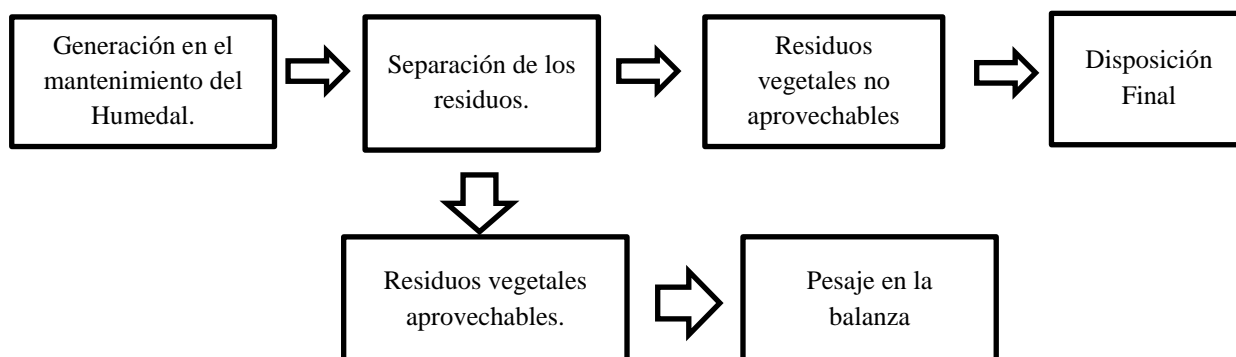 Generación en el
mantenimiento del
Humedal.
Separación de los
residuos.
Residuos
vegetales no
aprovechables
Disposición
Final
Residuos vegetales
aprovechables.
Pesaje en la
balanza